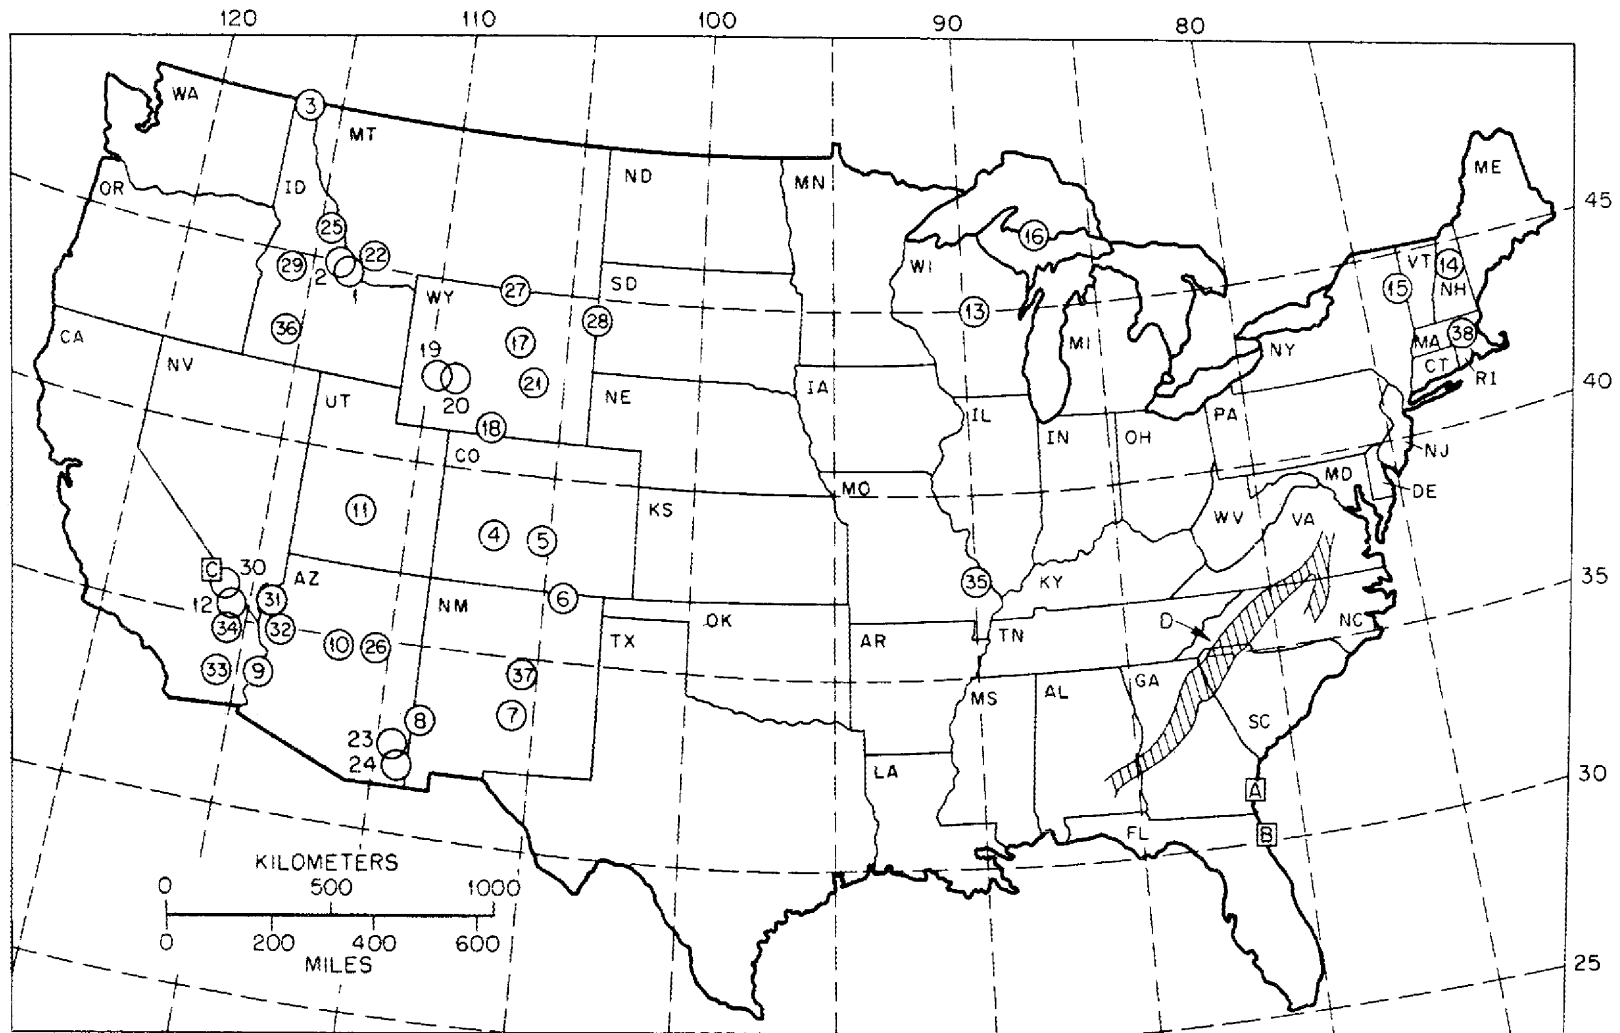 120 110 100 90 80
WA
3
MT
ME
OR
ID
ND
MN
45
25
22
16
WI
VT
14
29
2
1
WY
27
SD
15
NH
28
13
36
17
MI
MA
38
CA
NV
19
21
NY
CT
RI
20
UT
NE
IA
40
18
IL
PA
CO
IN
OH
NJ
MO
MD
DE
11
KS
4
5
WV
VA
C
30
AZ
35
KY
35
12
31
NM
6
34
32
OK
TN
D
NC
10
26
TX
AR
33
9
37
GA
MS
AL
8
7
SC
23
24
LA
30
A
FL
B
KILOMETERS
0 500 1000
0 200 400 600
MILES
25